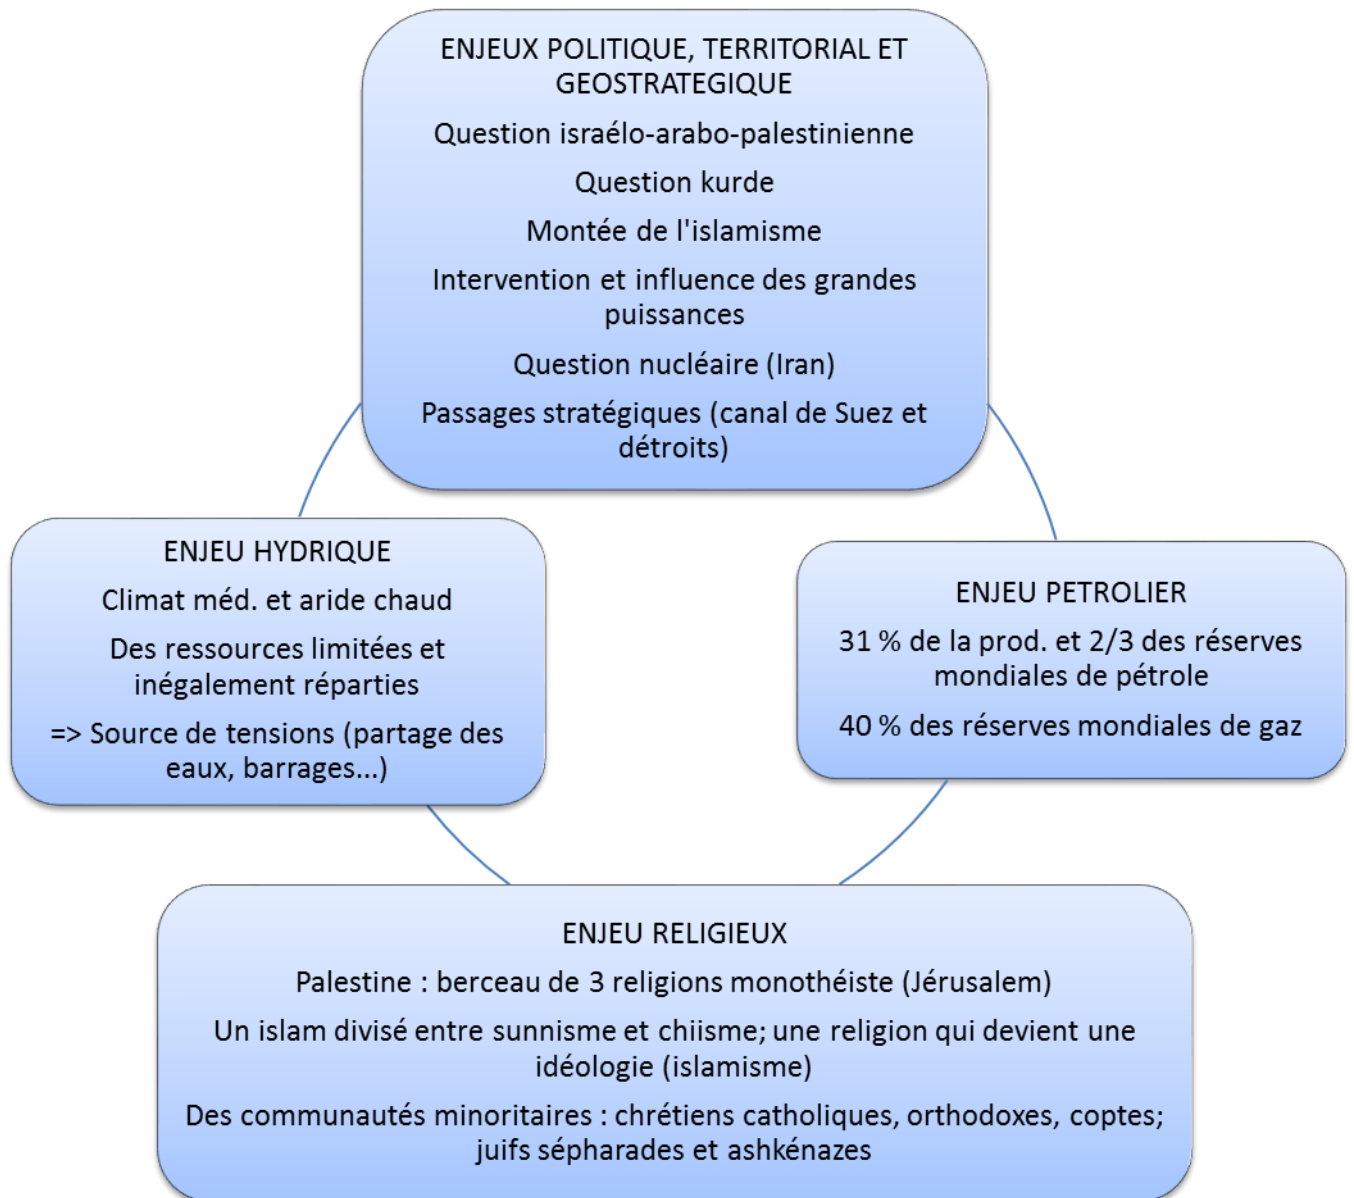 ENJEUX POLITIQUE, TERRITORIAL ET
GEOSTRATEGIQUE
Question israélo-arabo-palestinienne
Question kurde
Montée de l'islamisme
Intervention et influence des grandes
puissances
Question nucléaire (Iran)
Passages stratégiques (canal de Suez et
détroits)
ENJEU HYDRIQUE
Climat méd. et aride chaud
Des ressources limitées et
inégalement réparties
=> Source de tensions (partage des
eaux, barrages...)
ENJEU PETROLIER
31 % de la prod. et 2/3 des réserves
mondiales de pétrole
40 % des réserves mondiales de gaz
ENJEU RELIGIEUX
Palestine : berceau de 3 religions monothéiste (Jérusalem)
Un islam divisé entre sunnisme et chiisme; une religion qui devient une
idéologie (islamisme)
Des communautés minoritaires : chrétiens catholiques, orthodoxes, coptes;
juifs sépharades et ashkénazes